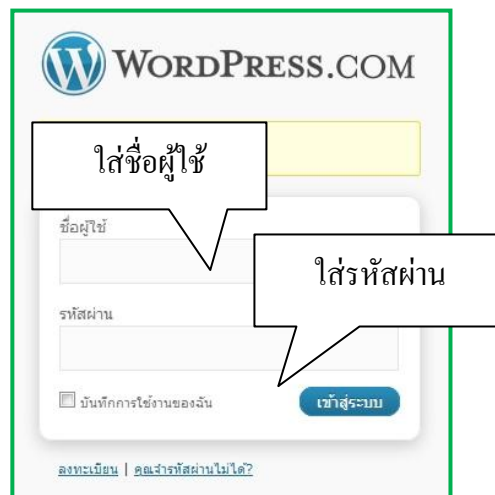 WORDPRESS.COM
ใส่ชื่อผู้ใช้
ชื่อผู้ใช้
ใส่รหัสผ่าน
รหัสผ่าน
บันทึกการใช้งานของฉัน
เข้าสู่ระบบ
ลงทะเบียน | คุณจำรหัสผ่านไม่ได้?